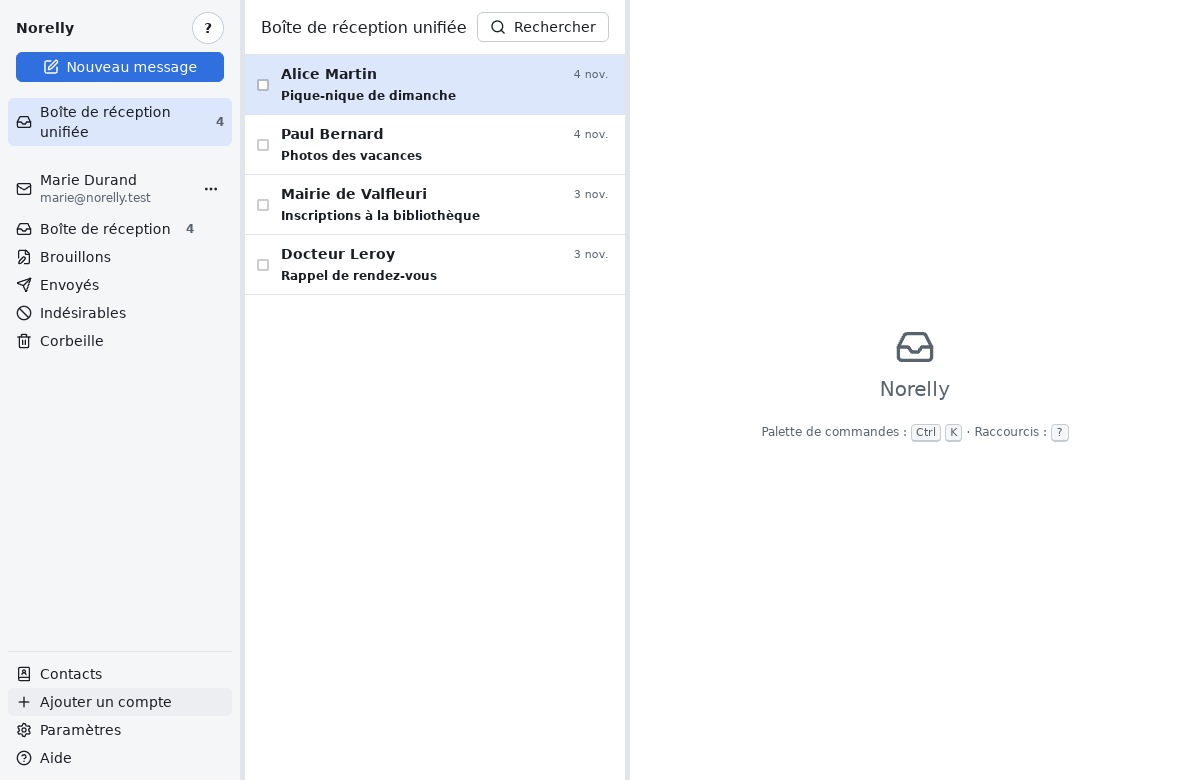 Norelly
?
Nouveau message
Boîte de réception
unifiée
4
Marie Durand
marie@norelly.test
Boîte de réception 4
Brouillons
Envoyés
Indésirables
Corbeille
Contacts
Ajouter un compte
Paramètres
Aide
Boîte de réception unifiée
Rechercher
Alice Martin 4 nov.
Pique-nique de dimanche
Paul Bernard 4 nov.
Photos des vacances
Mairie de Valfleuri 3 nov.
Inscriptions à la bibliothèque
Docteur Leroy 3 nov.
Rappel de rendez-vous
Norelly
Palette de commandes : Ctrl K · Raccourcis : ?